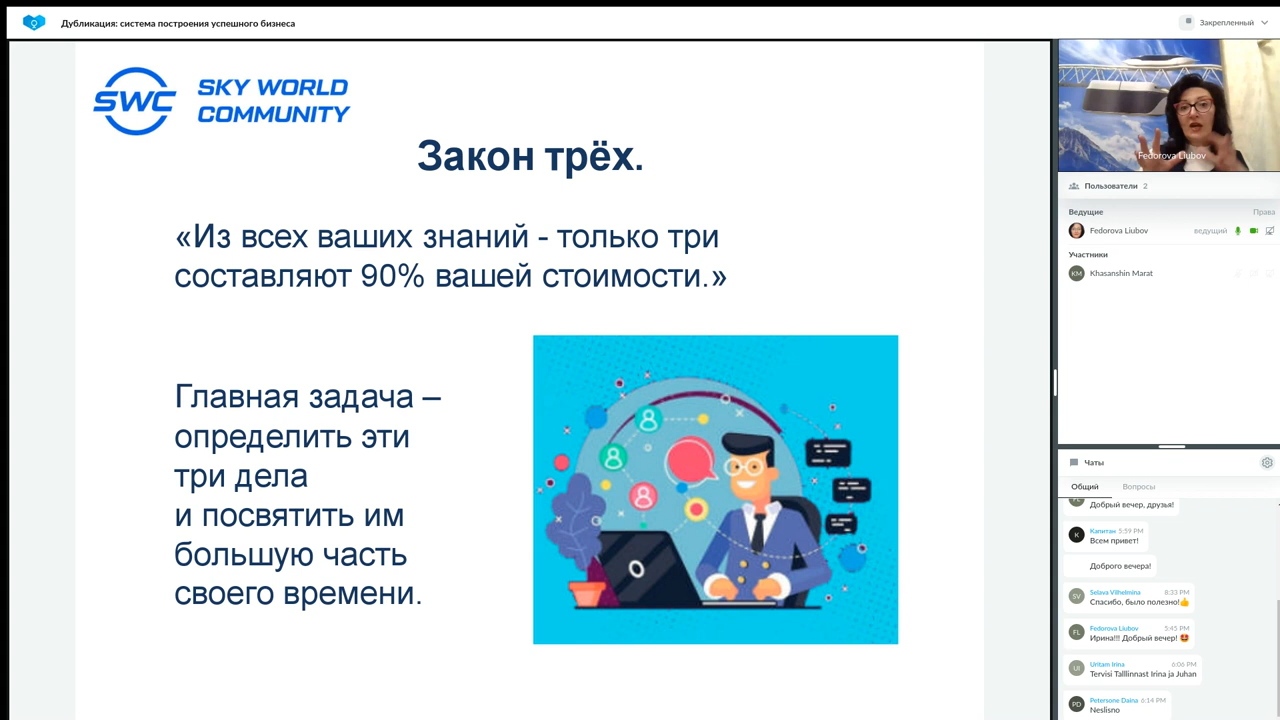 Дубликация: система построения успешного бизнеса
Закрепленный
SWC
SKY WORLD
COMMUNITY
Закон трёх.
«Из всех ваших знаний - только три
составляют 90% вашей стоимости.»
Главная задача –
определить эти
три дела
и посвятить им
большую часть
своего времени.
Fedorova Liubov
Пользователи 2
Ведущие Права
Fedorova Liubov ведущий
Участники
KM Khasanshin Marat
Чаты
Общий Вопросы
Добрый вечер, друзья!
K Капитан 5:59 PM
Всем привет!
Доброго вечера!
SV Selava Vilhelmina 8:33 PM
Спасибо, было полезно!👍
FL Fedorova Liubov 5:45 PM
Ирина!!! Добрый вечер! 🤩
UI Uritam Irina 6:06 PM
Tervisi Talllinnast Irina ja Juhan
PD Petersone Daina 6:14 PM
Neslisno